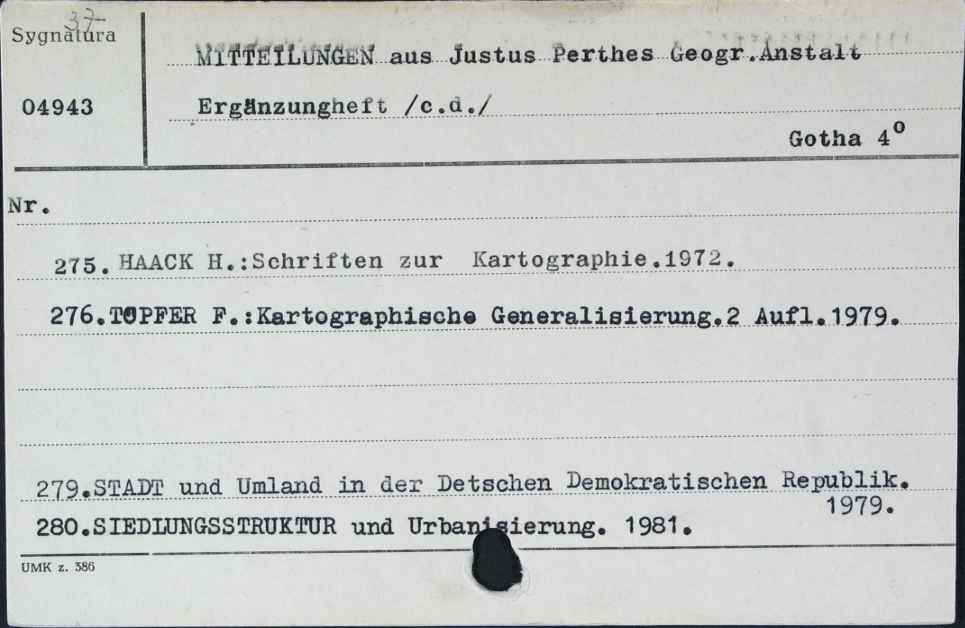 37-
Sygnatura
04943
MITTEILUNGEN aus Justus Perthes Geogr.Anstalt
Ergänzungheft /c.d./
Gotha 4⁰
Nr.
275. HAACK H.:Schriften zur Kartographie.1972.
276.TÖPFER F.:Kartographische Generalisierung.2 Aufl.1979.
279.STADT und Umland in der Detschen Demokratischen Republik.
1979.
280.SIEDLUNGSSTRUKTUR und Urbanisierung. 1981.
UMK z. 386